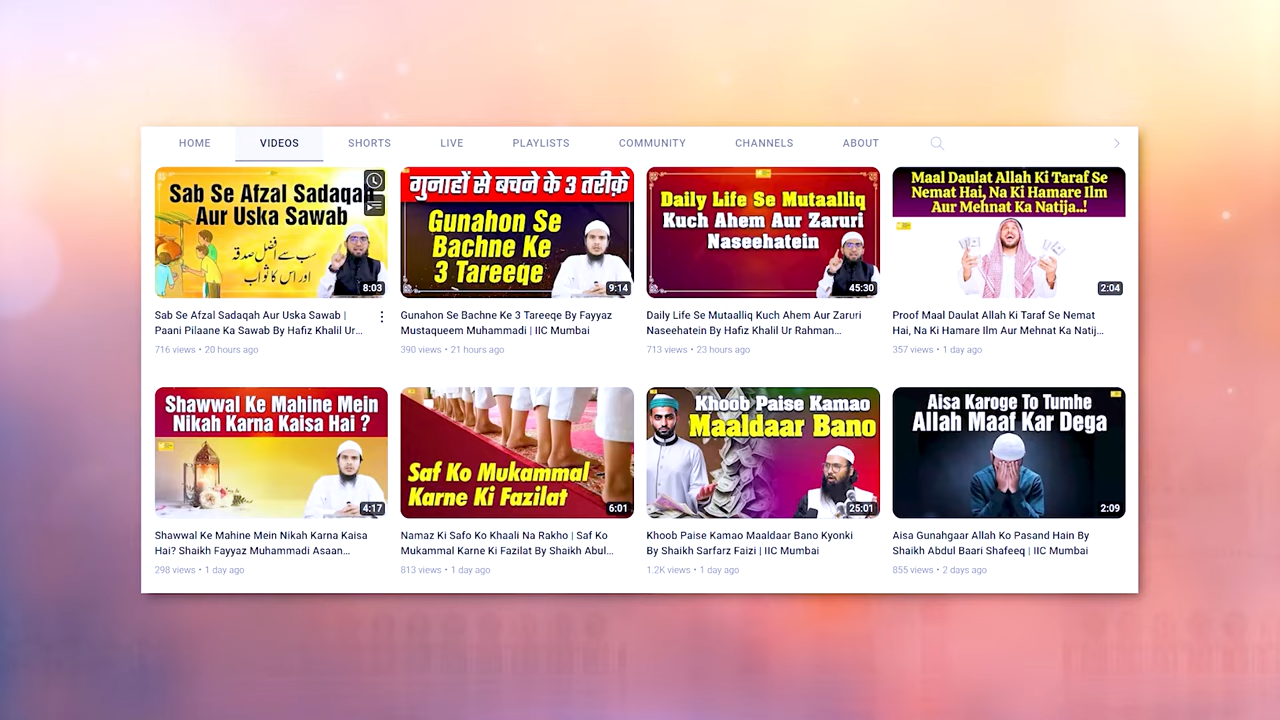 HOME VIDEOS SHORTS LIVE PLAYLISTS COMMUNITY CHANNELS ABOUT
Sab Se Afzal Sadaqah
Aur Uska Sawab
سب سے افضل صدقہ
اور اس کا ثواب
8:03
गुनाहों से बचने के 3 तरीक़े
Gunahon Se
Bachne Ke
3 Tareeqe
9:14
Daily Life Se Mutaalliq
Kuch Ahem Aur Zaruri
Naseehatein
45:30
Maal Daulat Allah Ki Taraf Se
Nemat Hai, Na Ki Hamare Ilm
Aur Mehnat Ka Natija..!
2:04
Sab Se Afzal Sadaqah Aur Uska Sawab |
Paani Pilaane Ka Sawab By Hafiz Khalil Ur...
716 views • 20 hours ago
Gunahon Se Bachne Ke 3 Tareeqe By Fayyaz
Mustaqueem Muhammadi | IIC Mumbai
390 views • 21 hours ago
Daily Life Se Mutaalliq Kuch Ahem Aur Zaruri
Naseehatein By Hafiz Khalil Ur Rahman...
713 views • 23 hours ago
Proof Maal Daulat Allah Ki Taraf Se Nemat
Hai, Na Ki Hamare Ilm Aur Mehnat Ka Natij...
357 views • 1 day ago
Shawwal Ke Mahine Mein
Nikah Karna Kaisa Hai ?
4:17
Saf Ko Mukammal
Karne Ki Fazilat
6:01
Khoob Paise Kamao
Maaldaar Bano
25:01
Aisa Karoge To Tumhe
Allah Maaf Kar Dega
2:09
Shawwal Ke Mahine Mein Nikah Karna Kaisa
Hai? Shaikh Fayyaz Muhammadi Asaan...
298 views • 1 day ago
Namaz Ki Safo Ko Khaali Na Rakho | Saf Ko
Mukammal Karne Ki Fazilat By Shaikh Abul...
813 views • 1 day ago
Khoob Paise Kamao Maaldaar Bano Kyonki
By Shaikh Sarfarz Faizi | IIC Mumbai
1.2K views • 1 day ago
Aisa Gunahgaar Allah Ko Pasand Hain By
Shaikh Abdul Baari Shafeeq | IIC Mumbai
855 views • 2 days ago